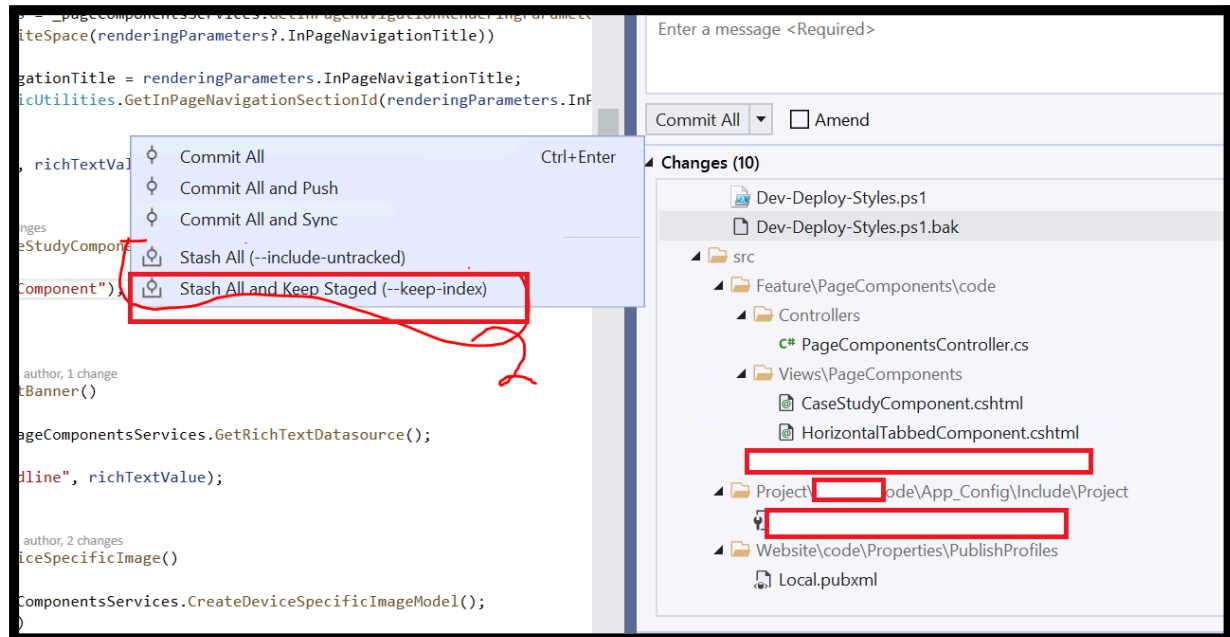 s = _pageComponentsServices.GetInPageNavigationRenderingParamete
iteSpace(renderingParameters?.InPageNavigationTitle))
gationTitle = renderingParameters.InPageNavigationTitle;
icUtilities.GetInPageNavigationSectionId(renderingParameters.InP
, richTextVal
nges
eStudyCompone
Component");
author, 1 change
tBanner()
ageComponentsServices.GetRichTextDatasource();
dline", richTextValue);
author, 2 changes
iceSpecificImage()
ComponentsServices.CreateDeviceSpecificImageModel();
)
Commit All Ctrl+Enter
Commit All and Push
Commit All and Sync
Stash All (--include-untracked)
Stash All and Keep Staged (--keep-index)
Enter a message <Required>
Commit All Amend
Changes (10)
Dev-Deploy-Styles.ps1
Dev-Deploy-Styles.ps1.bak
src
Feature\PageComponents\code
Controllers
C# PageComponentsController.cs
Views\PageComponents
CaseStudyComponent.cshtml
HorizontalTabbedComponent.cshtml
Project\ ode\App_Config\Include\Project
Website\code\Properties\PublishProfiles
Local.pubxml